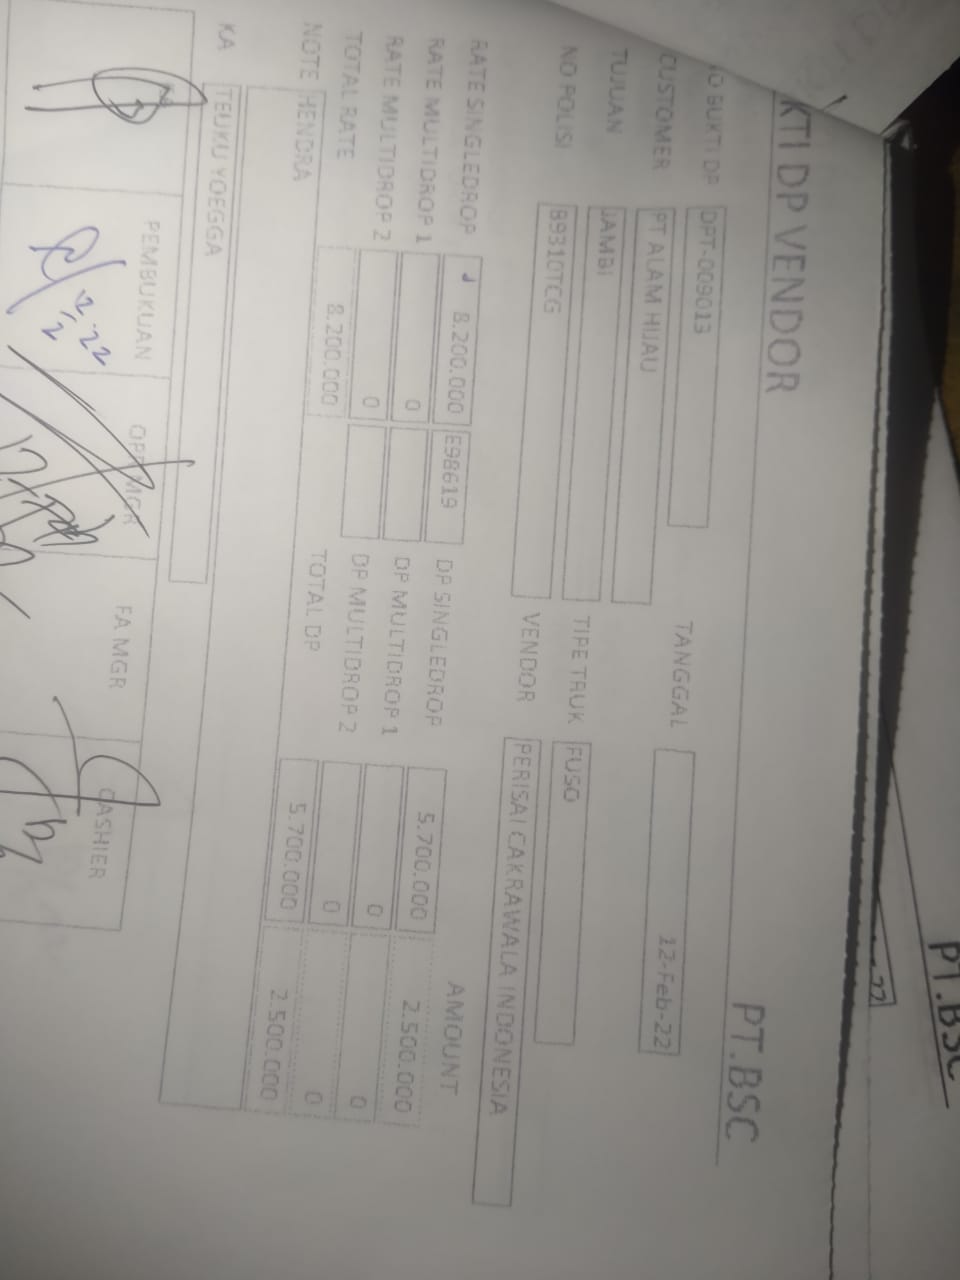 KTI DP VENDOR PT.BSC
O BUKTI DP DPT-009013 TANGGAL 12-Feb-22
CUSTOMER PT ALAM HIJAU
TUJUAN JAMBI TIPE TRUK FUSO
NO POLISI B9310TCG VENDOR PERISAI CAKRAWALA INDONESIA
AMOUNT
RATE SINGLEDROP 8.200.000 E98619 DP SINGLEDROP 5.700.000 2.500.000
RATE MULTIDROP 1 0 DP MULTIDROP 1 0 0
RATE MULTIDROP 2 0 DP MULTIDROP 2 0 0
TOTAL RATE 8.200.000 TOTAL DP 5.700.000 2.500.000
NOTE HENDRA
TEUKU YOEGGA
KA PEMBUKUAN OPR MGR FA MGR CASHIER
PT.BSC
22